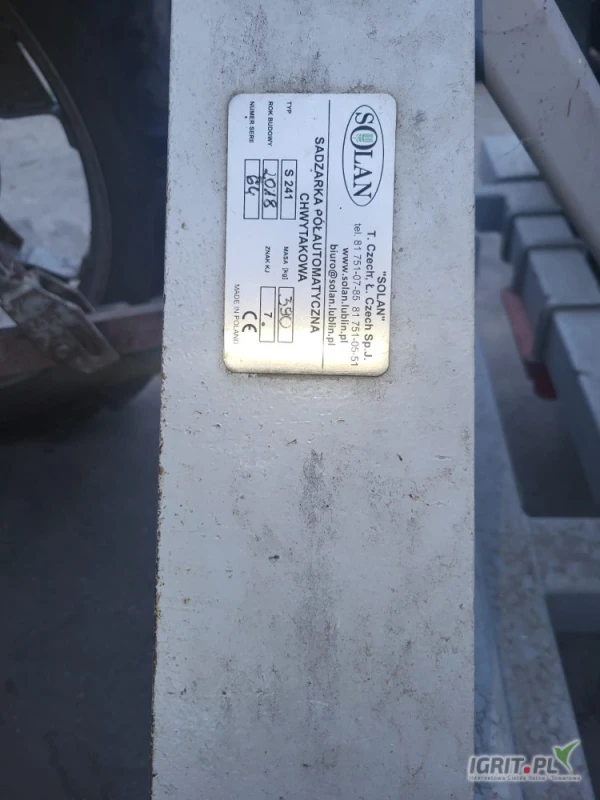 SOLAN
"SOLAN"
T. Czech, Ł. Czech Sp.J.
tel. 81 751-07-85 81 751-05-51
www.solan.lublin.pl
biuro@solan.lublin.pl
SADZARKA PÓŁAUTOMATYCZNA
CHWYTAKOWA
TYP S 241 MASA [kg] 390
ROK BUDOWY 2018 ZNAK KJ 7.
NUMER SERII 64 CE
MADE IN POLAND
IGRIT.PL